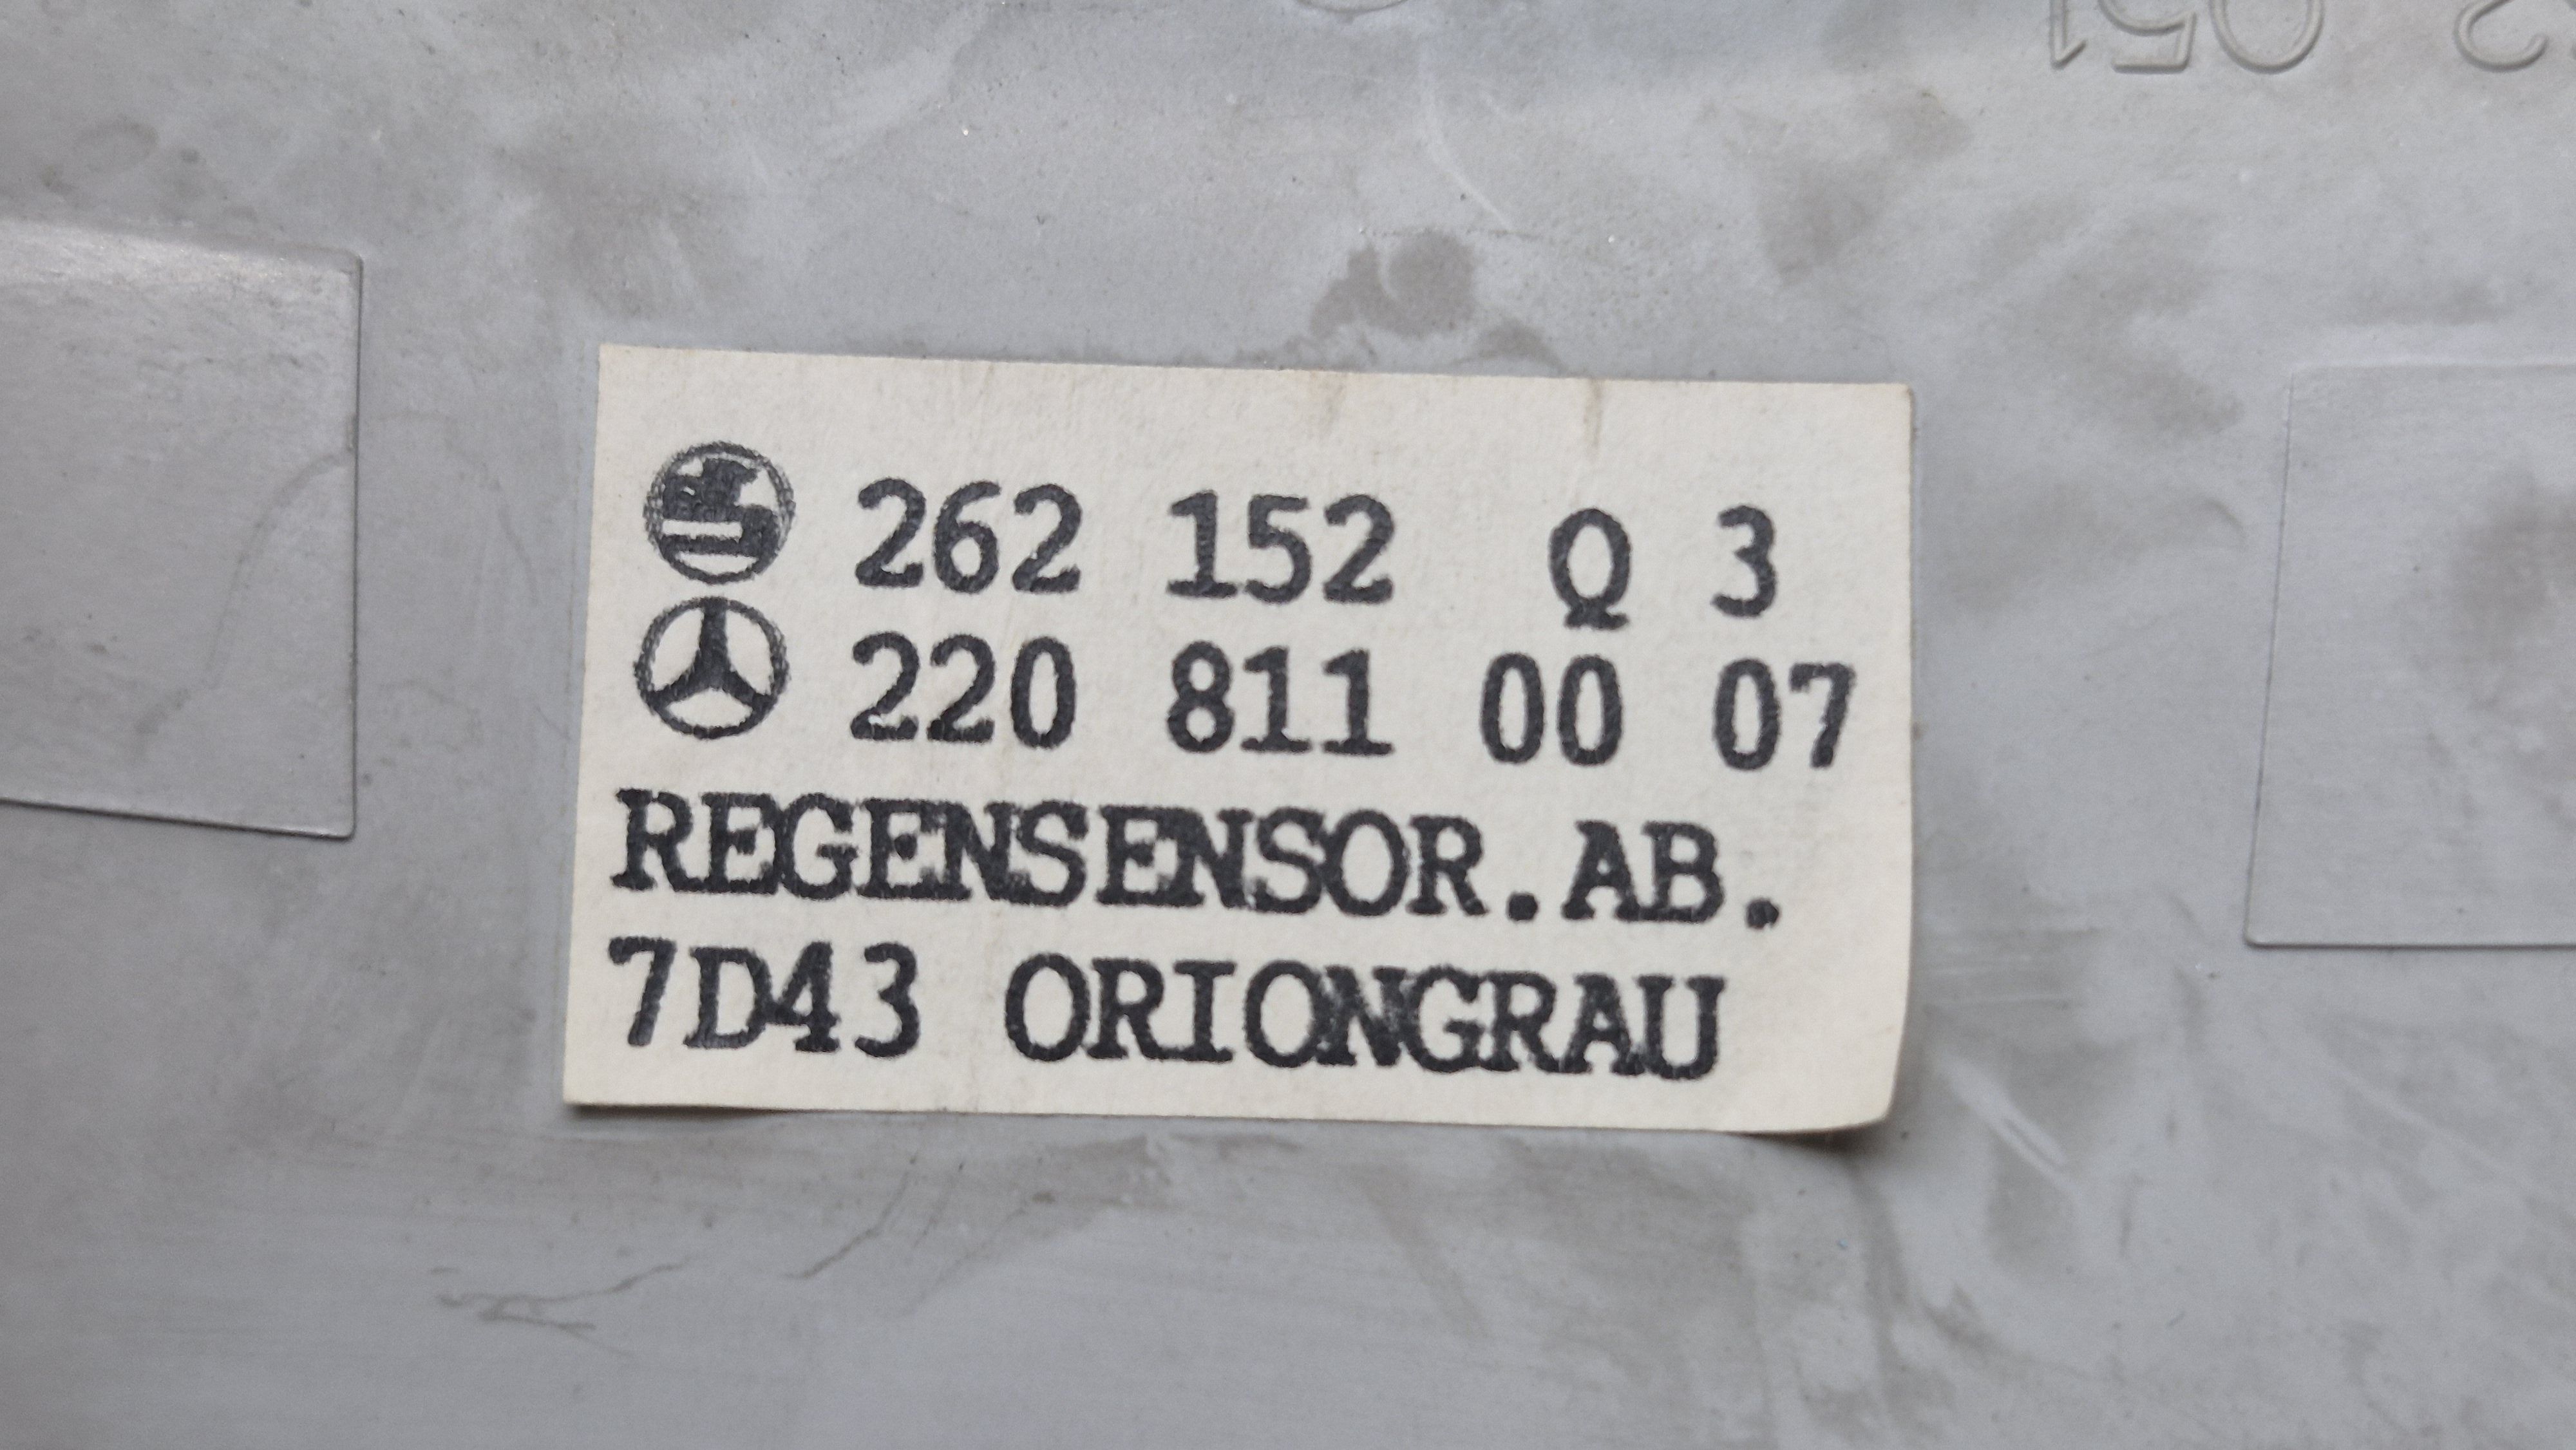 262 152 Q 3
220 811 00 07
REGENSENSOR.AB.
7D43 ORIONGRAU